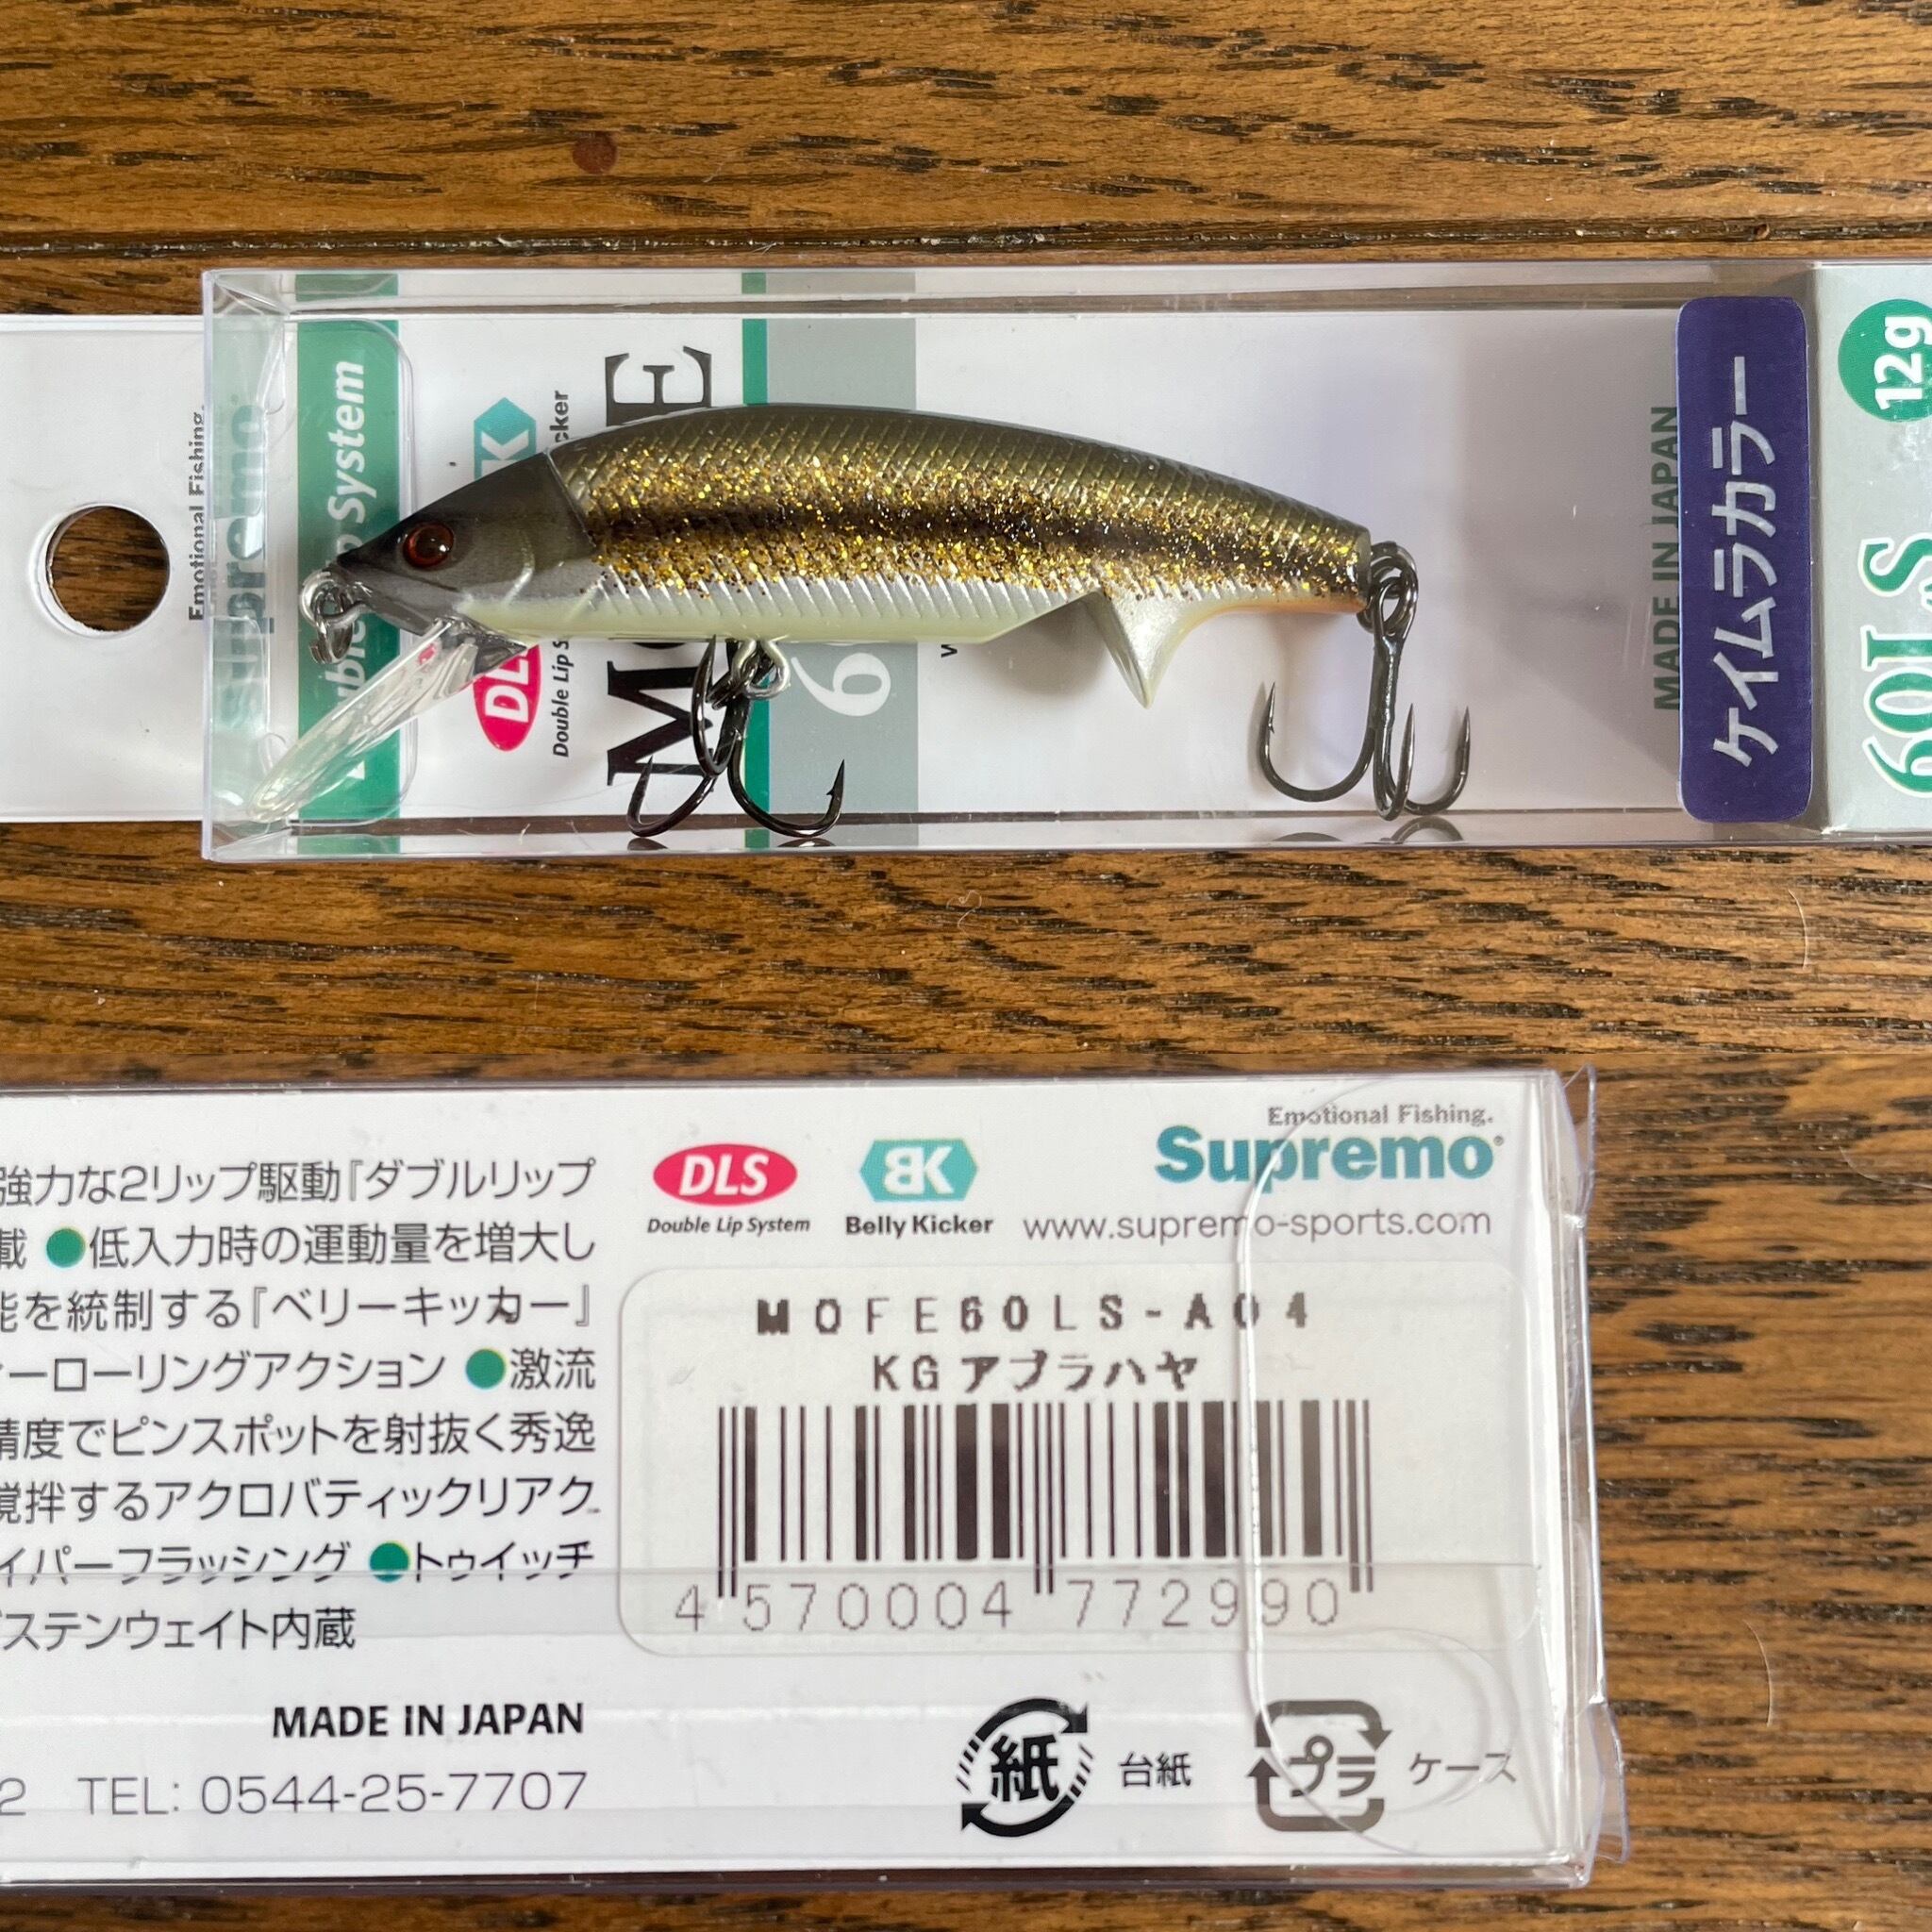 Emotional Fishing.
supremo
System
DLS
BK
Double Lip S
cker
MADE IN JAPAN
ケイムラカラー
12g
60LS
強力な2リップ駆動『ダブルリップ
載 ●低入力時の運動量を増大し
能を統制する『ベリーキッカー』
ーローリングアクション ●激流
精度でピンスポットを射抜く秀逸
攪拌するアクロバティックリアク
イパーフラッシング ●トゥイッチ
ステンウェイト内蔵
MADE IN JAPAN
2 TEL: 0544-25-7707
DLS
Double Lip System
BK
Belly Kicker
Emotional Fishing.
Supremo
www.supremo-sports.com
MOFE60LS-A04
KGアブラハヤ
4 570004 772990
紙 台紙
プラ ケース